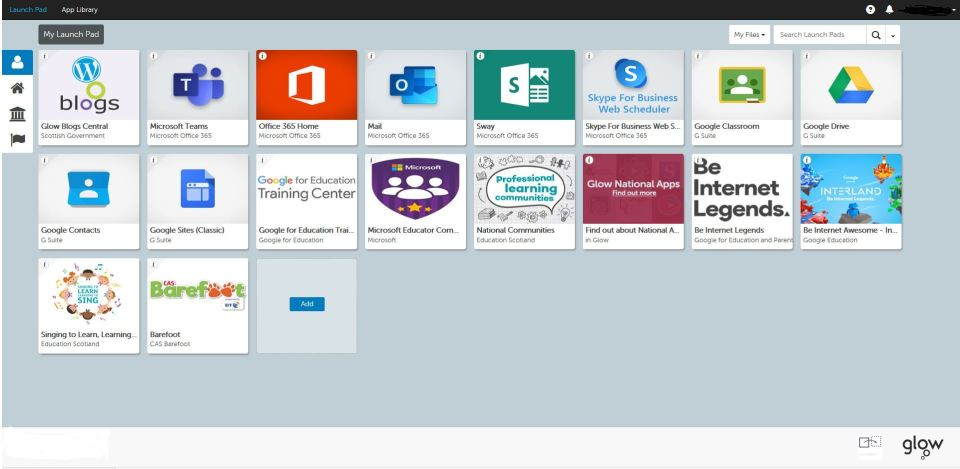 Launch Pad App Library
My Launch Pad
My Files
Search Launch Pads
blogs
Glow Blogs Central
Scottish Government
Microsoft Teams
Microsoft Office 365
Office 365 Home
Microsoft Office 365
Mail
Microsoft Office 365
Sway
Microsoft Office 365
Skype For Business
Web Scheduler
Skype For Business Web S...
Microsoft Office 365
Google Classroom
G Suite
Google Drive
G Suite
Google Contacts
G Suite
Google Sites (Classic)
G Suite
Google for Education
Training Center
Google for Education Trai...
Google for Education
Microsoft
Microsoft Educator Com...
Microsoft
Professional
learning
communities
National Communities
Education Scotland
Glow National Apps
Find out more
Find out about National A...
in Glow
Be
Internet
Legends.
Be Internet Legends
Google for Education and Parent
Google
INTERLAND
Be Internet Legends.
Be Internet Awesome - In...
Google Education
SINGING TO
LEARN
LEARNING TO
SING
Singing to Learn, Learning...
Education Scotland
CAS:
Barefoot
BT
Barefoot
CAS Barefoot
Add
glow